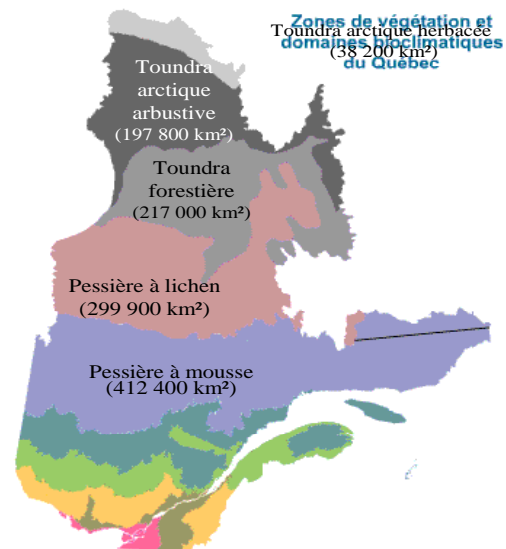 Zones de végétation et
domaines bioclimatiques
du Québec
Toundra arctique herbacée
(38 200 km²)
Toundra
arctique
arbustive
(197 800 km²)
Toundra
forestière
(217 000 km²)
Pessière à lichen
(299 900 km²)
Pessière à mousse
(412 400 km²)